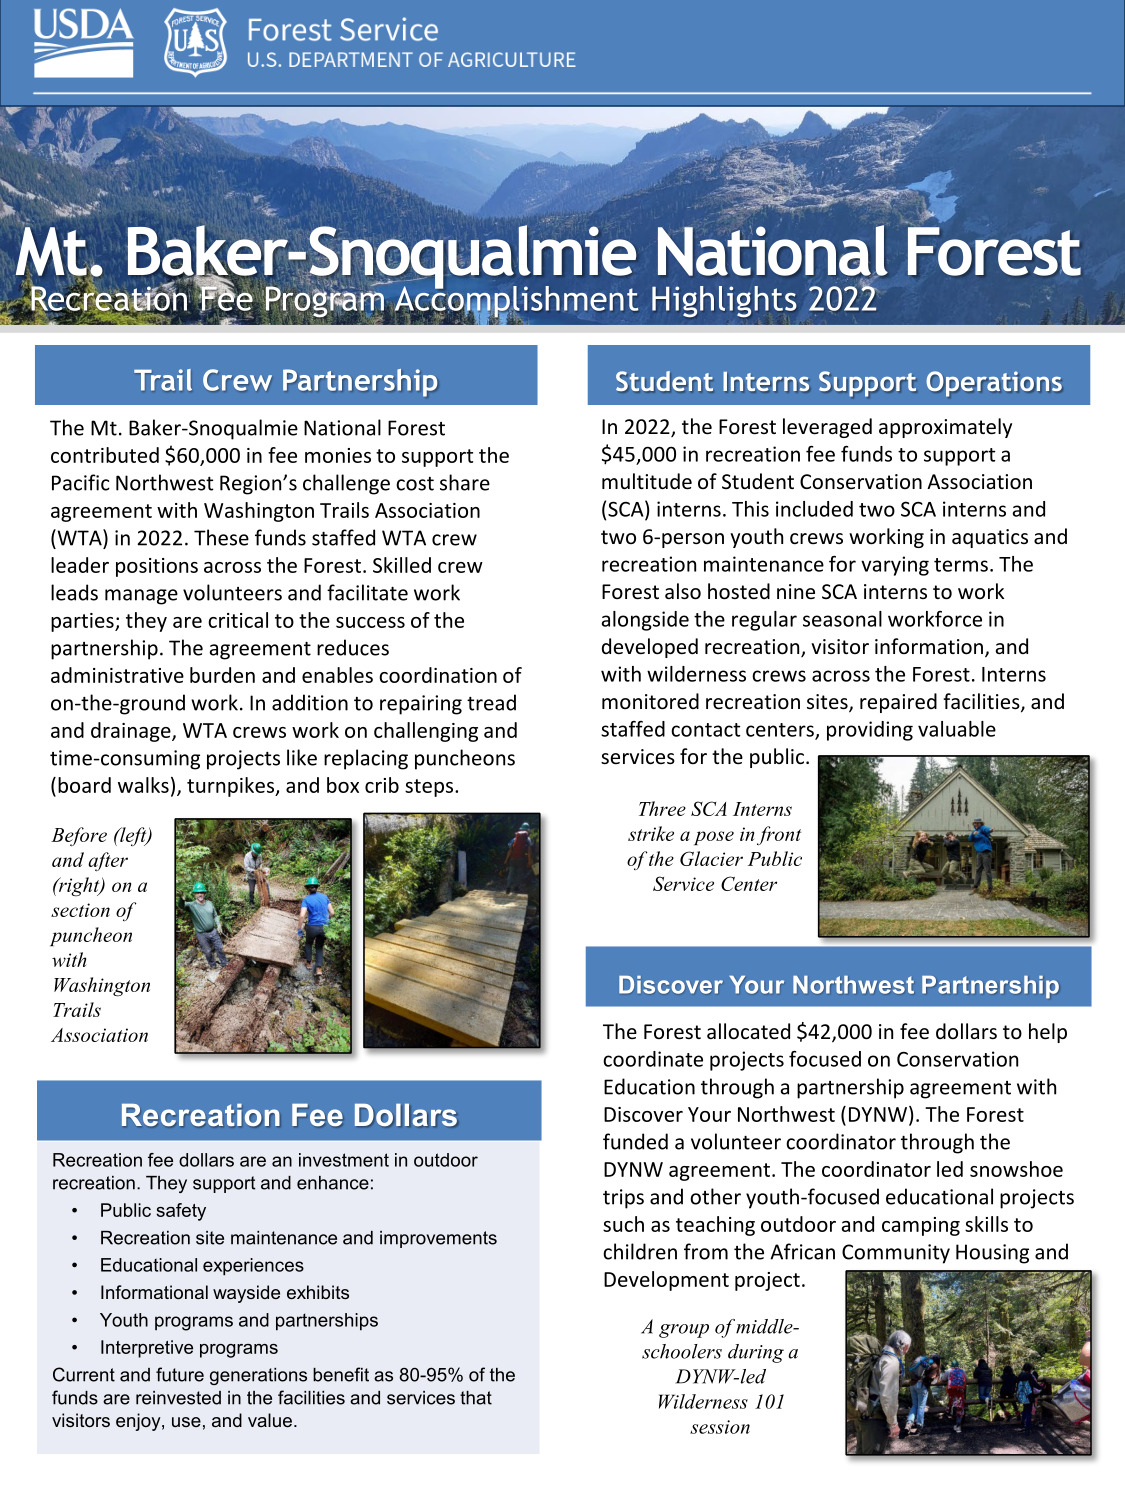 USDA
FOREST SERVICE
U S
DEPARTMENT OF AGRICULTURE
Forest Service
U.S. DEPARTMENT OF AGRICULTURE
Mt. Baker-Snoqualmie National Forest
Recreation Fee Program Accomplishment Highlights 2022
Trail Crew Partnership
The Mt. Baker-Snoqualmie National Forest
contributed $60,000 in fee monies to support the
Pacific Northwest Region’s challenge cost share
agreement with Washington Trails Association
(WTA) in 2022. These funds staffed WTA crew
leader positions across the Forest. Skilled crew
leads manage volunteers and facilitate work
parties; they are critical to the success of the
partnership. The agreement reduces
administrative burden and enables coordination of
on-the-ground work. In addition to repairing tread
and drainage, WTA crews work on challenging and
time-consuming projects like replacing puncheons
(board walks), turnpikes, and box crib steps.
Before (left)
and after
(right) on a
section of
puncheon
with
Washington
Trails
Association
Recreation Fee Dollars
Recreation fee dollars are an investment in outdoor
recreation. They support and enhance:
• Public safety
• Recreation site maintenance and improvements
• Educational experiences
• Informational wayside exhibits
• Youth programs and partnerships
• Interpretive programs
Current and future generations benefit as 80-95% of the
funds are reinvested in the facilities and services that
visitors enjoy, use, and value.
Student Interns Support Operations
In 2022, the Forest leveraged approximately
$45,000 in recreation fee funds to support a
multitude of Student Conservation Association
(SCA) interns. This included two SCA interns and
two 6-person youth crews working in aquatics and
recreation maintenance for varying terms. The
Forest also hosted nine SCA interns to work
alongside the regular seasonal workforce in
developed recreation, visitor information, and
with wilderness crews across the Forest. Interns
monitored recreation sites, repaired facilities, and
staffed contact centers, providing valuable
services for the public.
Three SCA Interns
strike a pose in front
of the Glacier Public
Service Center
Discover Your Northwest Partnership
The Forest allocated $42,000 in fee dollars to help
coordinate projects focused on Conservation
Education through a partnership agreement with
Discover Your Northwest (DYNW). The Forest
funded a volunteer coordinator through the
DYNW agreement. The coordinator led snowshoe
trips and other youth-focused educational projects
such as teaching outdoor and camping skills to
children from the African Community Housing and
Development project.
A group of middle-
schoolers during a
DYNW-led
Wilderness 101
session